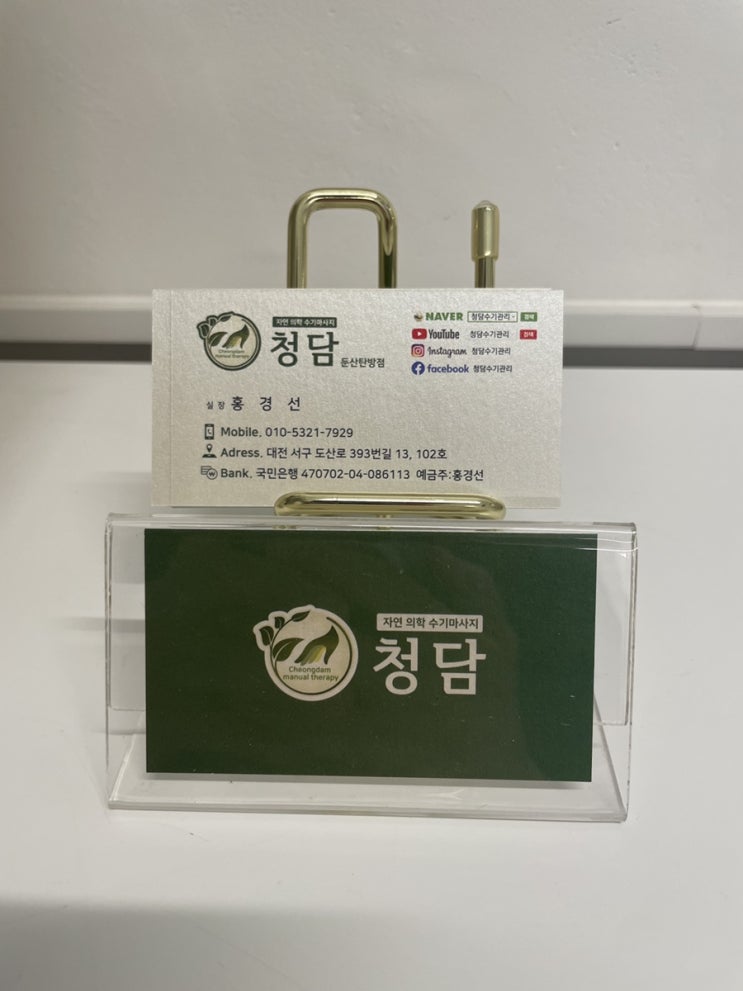 Cheongdam
manual therapy
자연 의학 수기마사지
청담 둔산탄방점
NAVER 청담수기관리 검색
YouTube 청담수기관리 검색
Instagram 청담수기관리
facebook 청담수기관리
실장 홍 경 선
Mobile. 010-5321-7929
Adress. 대전 서구 도산로 393번길 13, 102호
Bank. 국민은행 470702-04-086113 예금주:홍경선
Cheongdam
manual therapy
자연 의학 수기마사지
청담